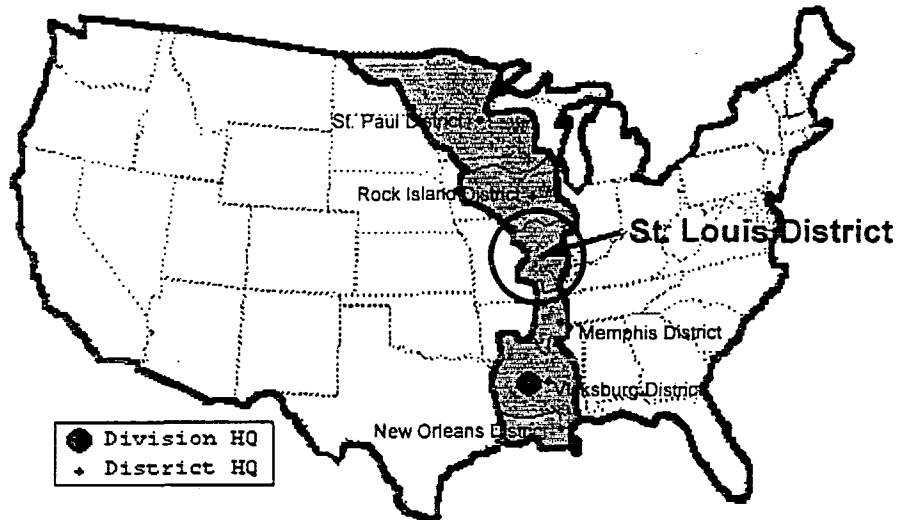 St. Paul District
Rock Island District
St. Louis District
Memphis District
Vicksburg District
New Orleans District
Division HQ
District HQ